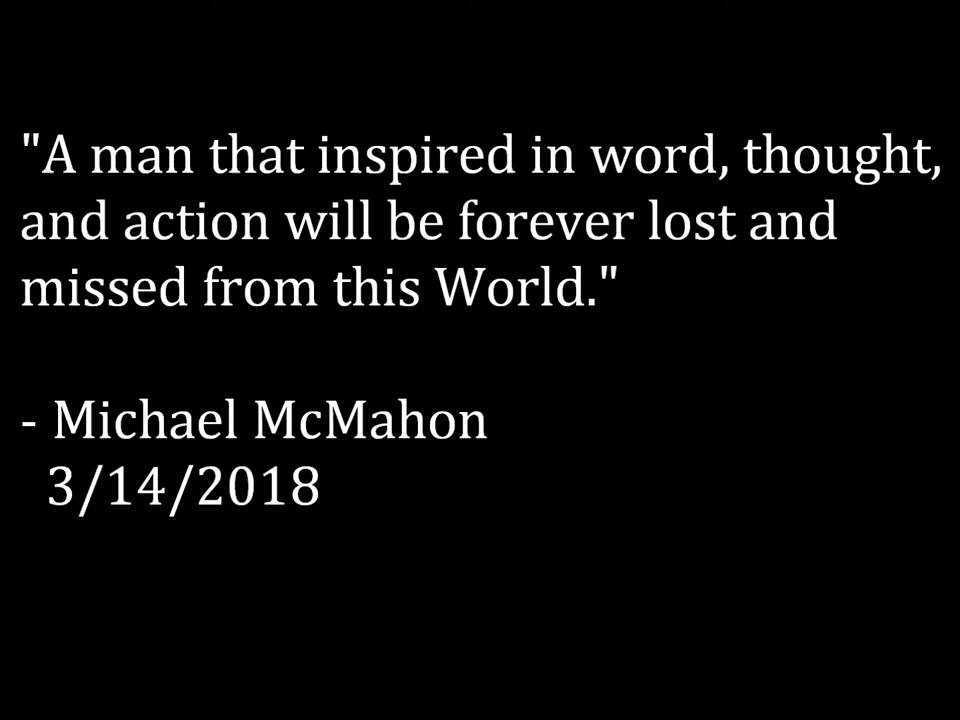 "A man that inspired in word, thought,
and action will be forever lost and
missed from this World."
- Michael McMahon
3/14/2018